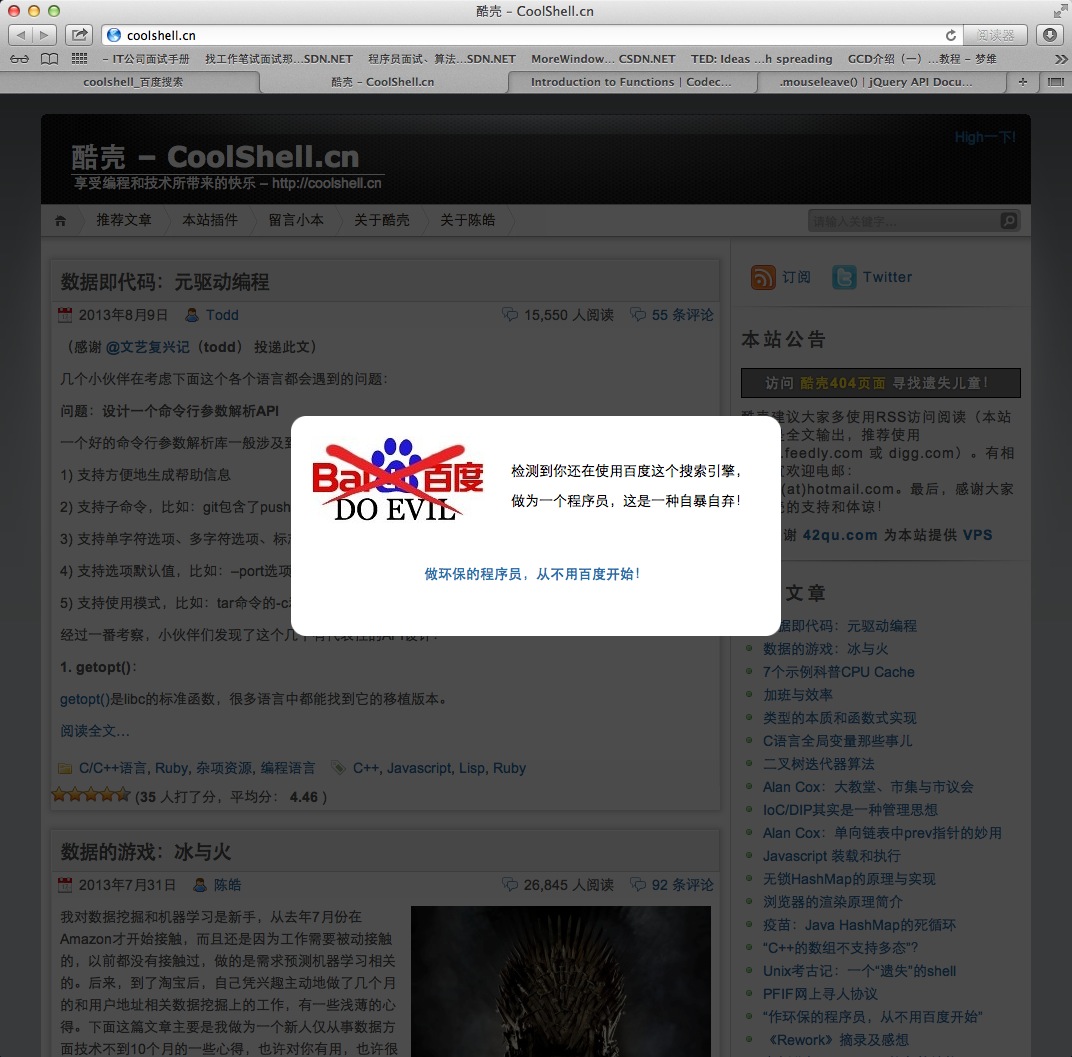 酷壳 – CoolShell.cn
coolshell.cn
阅读器
– IT公司面试手册 找工作笔试面试那...SDN.NET 程序员面试、算法...SDN.NET MoreWindow... CSDN.NET TED: Ideas ...h spreading GCD介绍（一）...教程 – 梦维
coolshell_百度搜索
酷壳 – CoolShell.cn
Introduction to Functions | Codec...
.mouseleave() | jQuery API Docu...
High一下!
酷壳 – CoolShell.cn
享受编程和技术所带来的快乐 – http://coolshell.cn
推荐文章 本站插件 留言小本 关于酷壳 关于陈皓
请输入关键字...
数据即代码：元驱动编程
2013年8月9日 Todd 15,550 人阅读 55 条评论
（感谢 @文艺复兴记（todd） 投递此文）
几个小伙伴在考虑下面这个各个语言都会遇到的问题：
问题：设计一个命令行参数解析API
一个好的命令行参数解析库一般涉及到
1) 支持方便地生成帮助信息
2) 支持子命令，比如：git包含了push
3) 支持单字符选项、多字符选项、标
4) 支持选项默认值，比如：–port选项
5) 支持使用模式，比如：tar命令的-c
经过一番考察，小伙伴们发现了这个几个有代表性的API设计：
1. getopt()：
getopt()是libc的标准函数，很多语言中都能找到它的移植版本。
阅读全文...
C/C++语言, Ruby, 杂项资源, 编程语言 C++, Javascript, Lisp, Ruby
(35 人打了分，平均分： 4.46 )
Bai 百度
DO EVIL
检测到你还在使用百度这个搜索引擎，
做为一个程序员，这是一种自暴自弃！
做环保的程序员，从不用百度开始！
数据的游戏：冰与火
2013年7月31日 陈皓 26,845 人阅读 92 条评论
我对数据挖掘和机器学习是新手，从去年7月份在
Amazon才开始接触，而且还是因为工作需要被动接触
的，以前都没有接触过，做的是需求预测机器学习相关
的。后来，到了淘宝后，自己凭兴趣主动地做了几个月
的和用户地址相关数据挖掘上的工作，有一些浅薄的心
得。下面这篇文章主要是我做为一个新人仅从事数据方
面技术不到10个月的一些心得，也许对你有用，也许很
订阅 Twitter
本站公告
访问 酷壳404页面 寻找遗失儿童！
酷壳建议大家多使用RSS访问阅读（本站
全文输出，推荐使用
.feedly.com 或 digg.com）。有相
欢迎电邮：
(at)hotmail.com。最后，感谢大家
的支持和体谅！
谢 42qu.com 为本站提供 VPS
文章
据即代码：元驱动编程
数据的游戏：冰与火
7个示例科普CPU Cache
加班与效率
类型的本质和函数式实现
C语言全局变量那些事儿
二叉树迭代器算法
Alan Cox：大教堂、市集与市议会
IoC/DIP其实是一种管理思想
Alan Cox：单向链表中prev指针的妙用
Javascript 装载和执行
无锁HashMap的原理与实现
浏览器的渲染原理简介
疫苗：Java HashMap的死循环
“C++的数组不支持多态”？
Unix考古记：一个“遗失”的shell
PFIF网上寻人协议
“作环保的程序员，从不用百度开始”
《Rework》摘录及感想